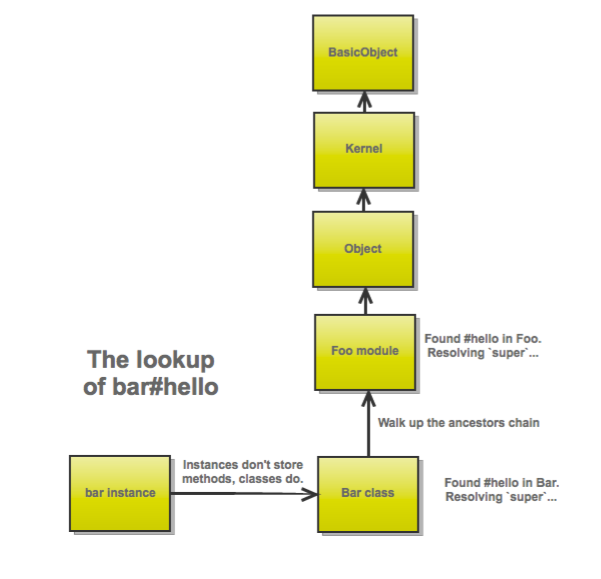 BasicObject
Kernel
Object
Foo module
Found #hello in Foo.
Resolving `super`...
The lookup
of bar#hello
Walk up the ancestors chain
Instances don't store
methods, classes do.
bar instance
Bar class
Found #hello in Bar.
Resolving `super`...